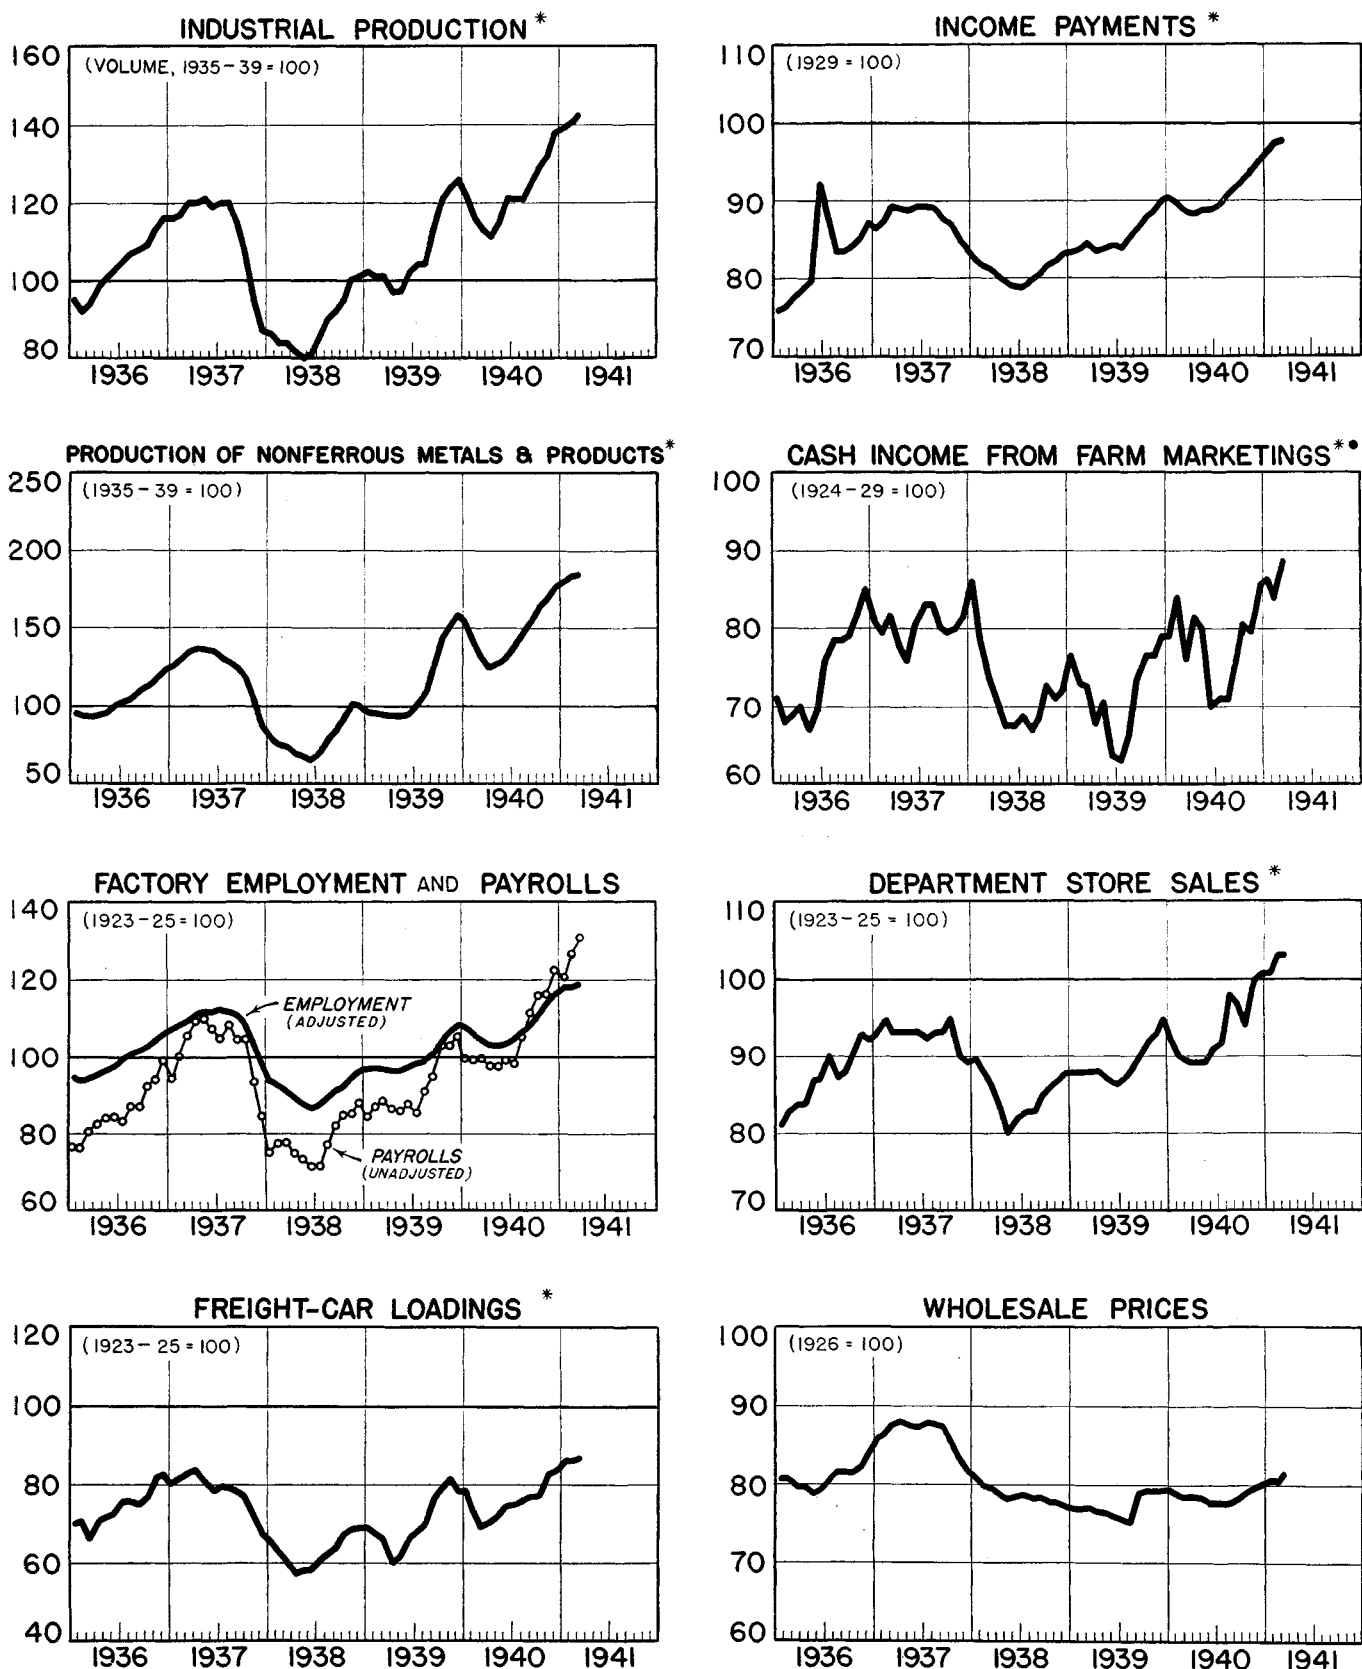 INDUSTRIAL PRODUCTION *
(VOLUME, 1935-39=100)
160
140
120
100
80
1936 1937 1938 1939 1940 1941
INCOME PAYMENTS *
(1929 = 100)
110
100
90
80
70
1936 1937 1938 1939 1940 1941
PRODUCTION OF NONFERROUS METALS & PRODUCTS*
(1935-39 = 100)
250
200
150
100
50
1936 1937 1938 1939 1940 1941
CASH INCOME FROM FARM MARKETINGS*•
(1924-29 = 100)
100
90
80
70
60
1936 1937 1938 1939 1940 1941
FACTORY EMPLOYMENT AND PAYROLLS
(1923-25 = 100)
140
120
100
80
60
EMPLOYMENT
(ADJUSTED)
PAYROLLS
(UNADJUSTED)
1936 1937 1938 1939 1940 1941
DEPARTMENT STORE SALES *
(1923-25 = 100)
110
100
90
80
70
1936 1937 1938 1939 1940 1941
FREIGHT-CAR LOADINGS *
(1923-25 = 100)
120
100
80
60
40
1936 1937 1938 1939 1940 1941
WHOLESALE PRICES
(1926 = 100)
100
90
80
70
60
1936 1937 1938 1939 1940 1941